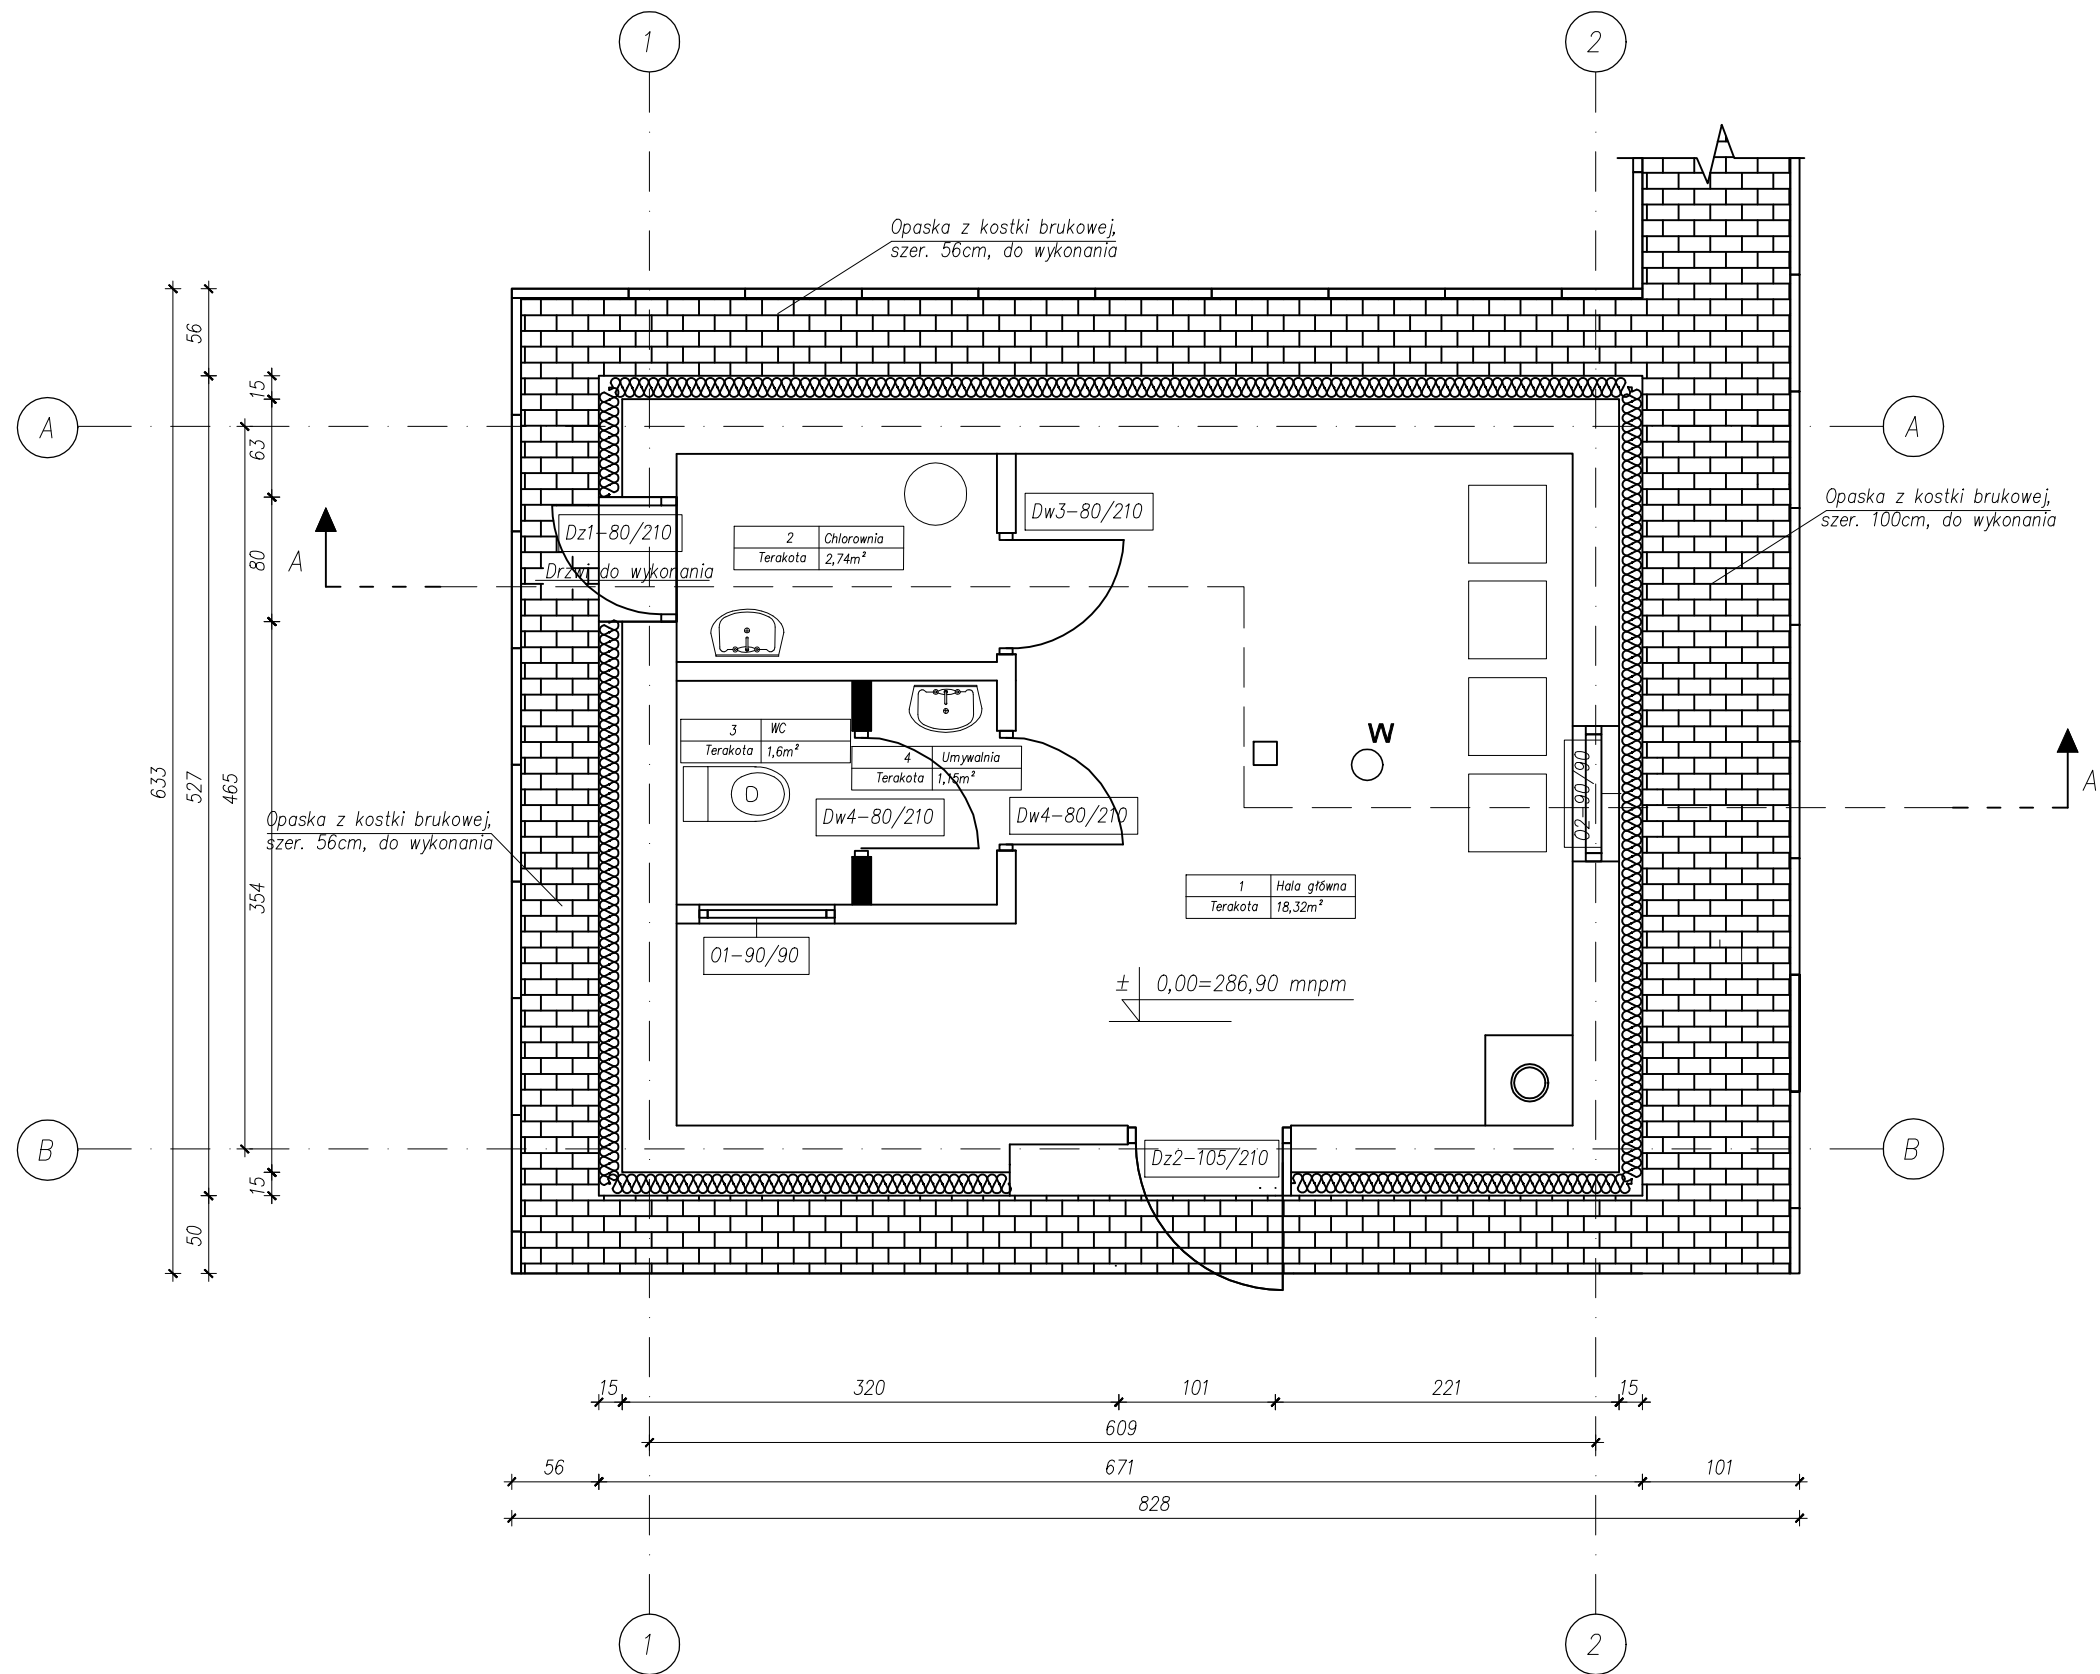 1
2
Opaska z kostki brukowej,
szer. 56cm, do wykonania
56
15
A
63
A
Opaska z kostki brukowej,
szer. 100cm, do wykonania
Dw3-80/210
Dz1-80/210
2 Chlorownia
Terakota 2,74m²
A
80
Drzwi do wykonania
3 WC
Terakota 1,6m²
W
4 Umywalnia
Terakota 1,15m²
A
633
527
465
O2-90/90
Opaska z kostki brukowej,
szer. 56cm, do wykonania
Dw4-80/210
Dw4-80/210
354
1 Hala główna
Terakota 18,32m²
O1-90/90
± 0,00=286,90 mnpm
B
Dz2-105/210
B
15
50
15
320
101
221
15
609
56
671
101
828
1
2